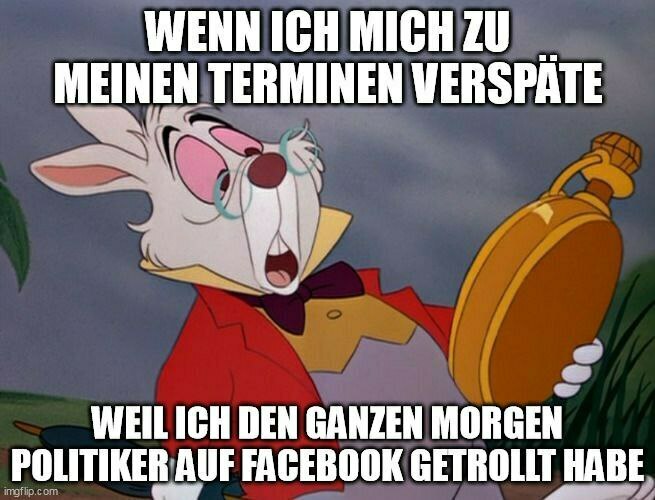 WENN ICH MICH ZU
MEINEN TERMINEN VERSPÄTE
WEIL ICH DEN GANZEN MORGEN
POLITIKER AUF FACEBOOK GETROLLT HABE
imgflip.com